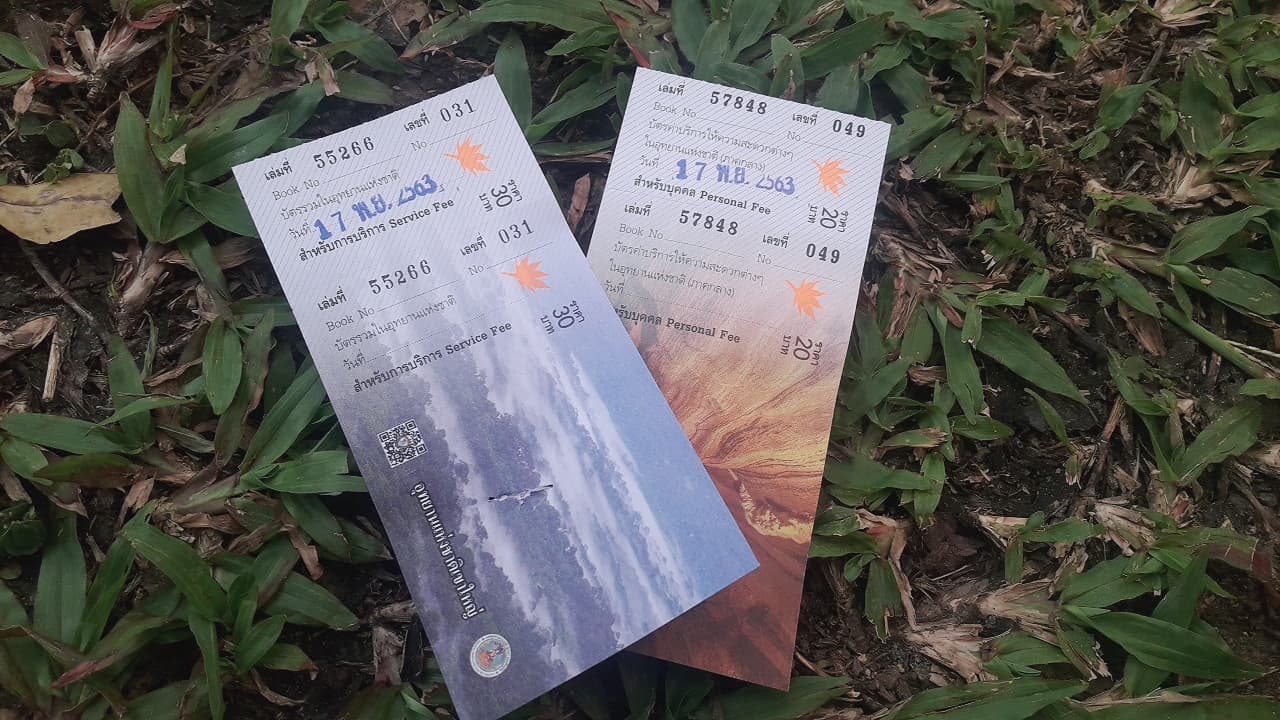 เล่มที่ 55266 เลขที่ 031
Book No No
บัตรรวมในอุทยานแห่งชาติ
วันที่ 17 พ.ย. 2563
สำหรับการบริการ Service Fee
ราคา 30 บาท
เล่มที่ 55266 เลขที่ 031
Book No No
บัตรรวมในอุทยานแห่งชาติ
วันที่
สำหรับการบริการ Service Fee
ราคา 30 บาท
อุทยานแห่งชาติเขาใหญ่
เล่มที่ 57848 เลขที่ 049
Book No No
บัตรค่าบริการให้ความสะดวกต่างๆ
ในอุทยานแห่งชาติ (ภาคกลาง)
วันที่ 17 พ.ย. 2563
สำหรับบุคคล Personal Fee
ราคา 20 บาท
เล่มที่ 57848 เลขที่ 049
Book No No
บัตรค่าบริการให้ความสะดวกต่างๆ
ในอุทยานแห่งชาติ (ภาคกลาง)
วันที่
หรับบุคคล Personal Fee
ราคา 20 บาท